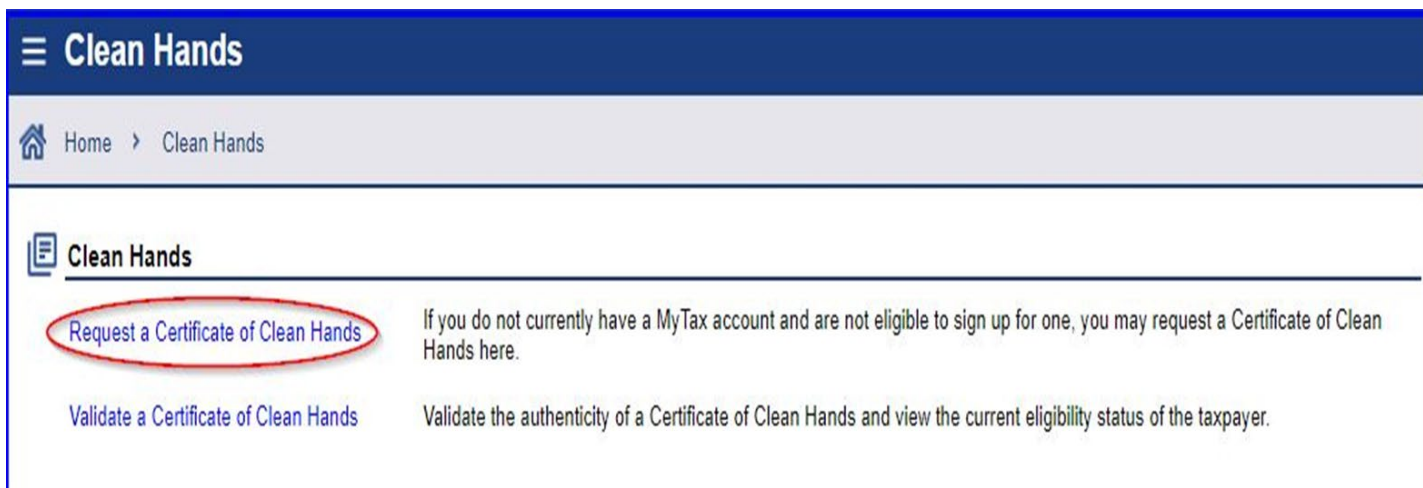 Clean Hands
Home > Clean Hands
Clean Hands
Request a Certificate of Clean Hands
If you do not currently have a MyTax account and are not eligible to sign up for one, you may request a Certificate of Clean
Hands here.
Validate a Certificate of Clean Hands
Validate the authenticity of a Certificate of Clean Hands and view the current eligibility status of the taxpayer.